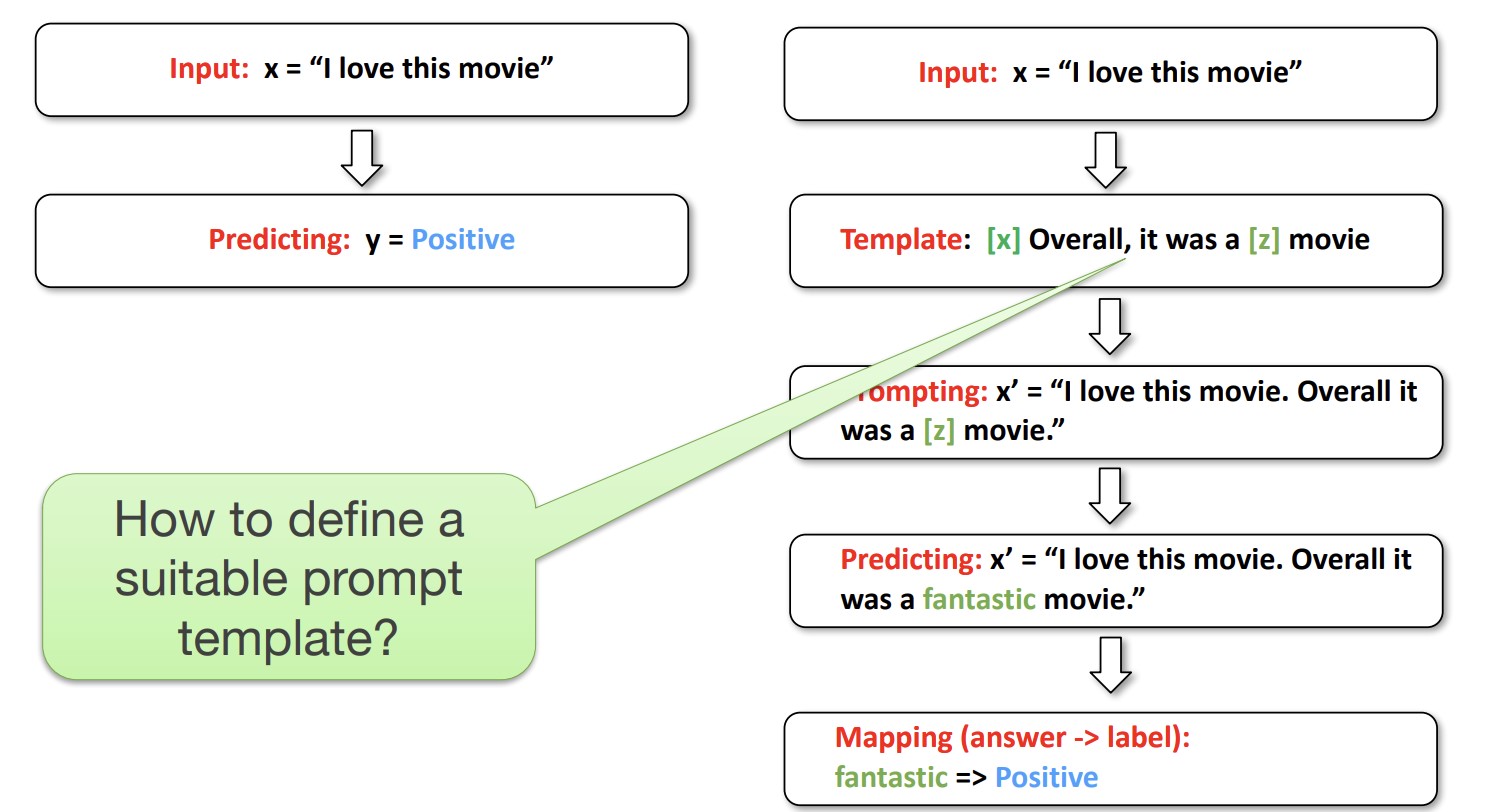 Input: x = “I love this movie”
Predicting: y = Positive
Input: x = “I love this movie”
Template: [x] Overall, it was a [z] movie
rompting: x’ = “I love this movie. Overall it
was a [z] movie.”
Predicting: x’ = “I love this movie. Overall it
was a fantastic movie.”
Mapping (answer -> label):
fantastic => Positive
How to define a
suitable prompt
template?